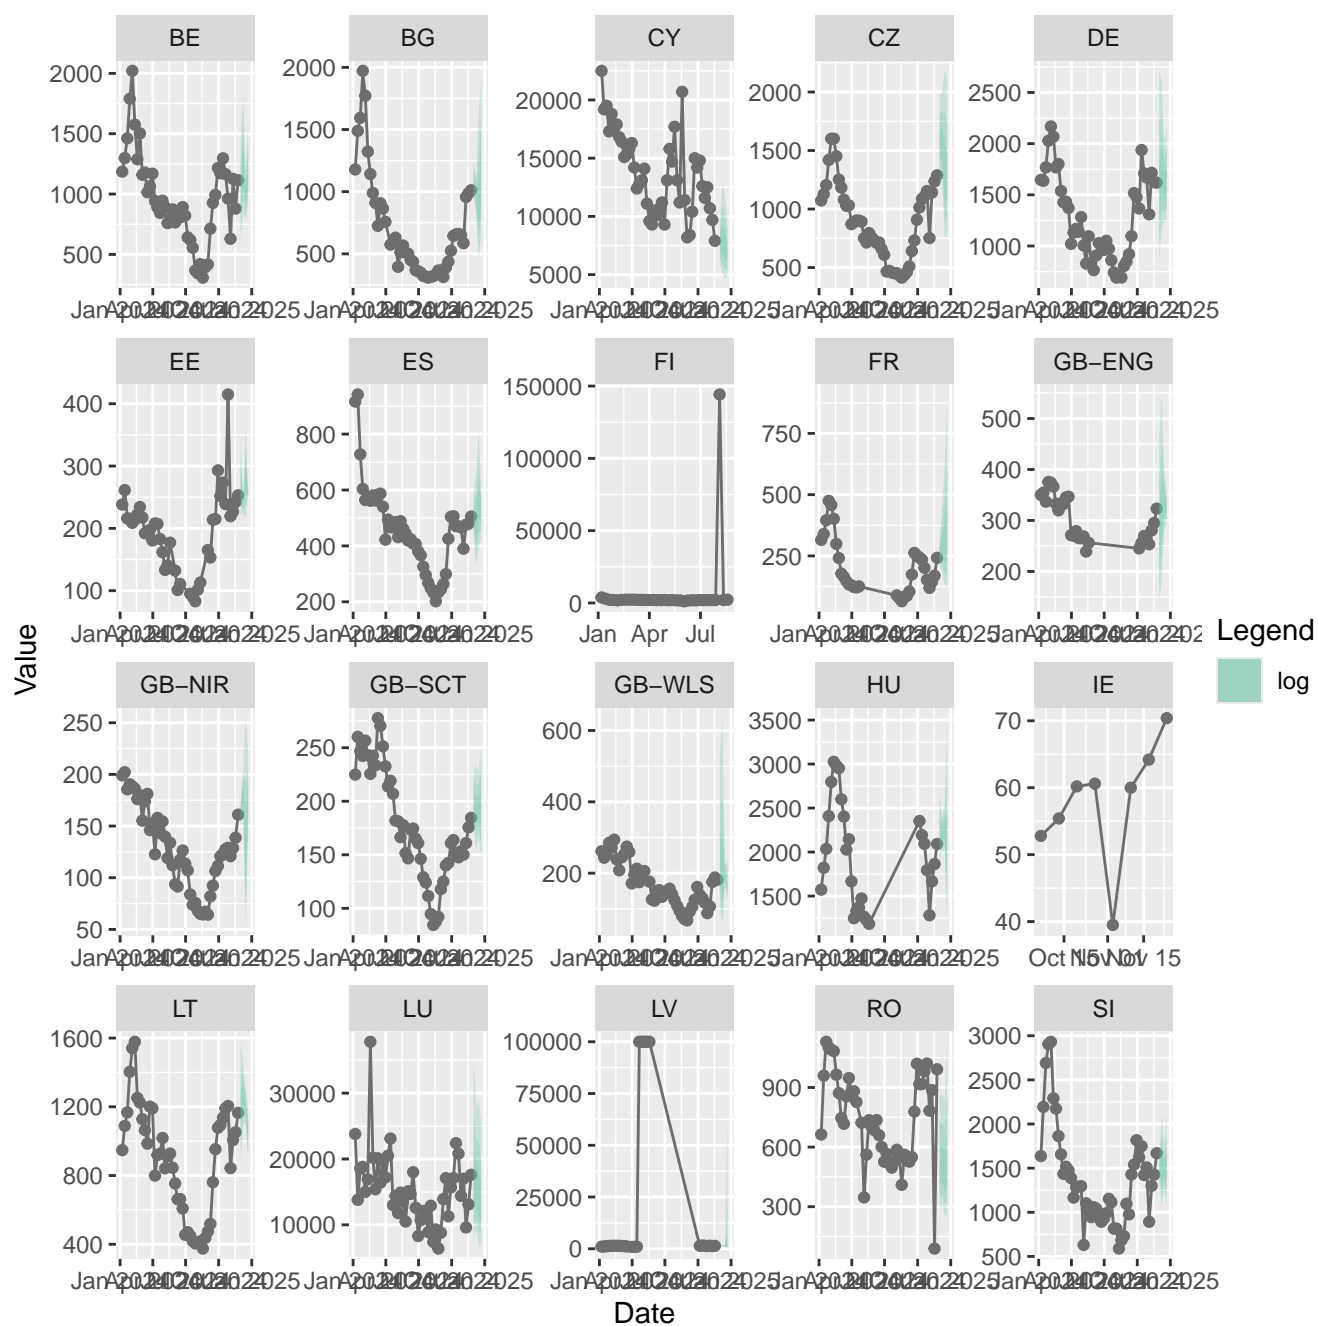 BE BG CY CZ DE
2000 2000 20000 2000 2500
1500 1500 15000 1500 2000
1000 1000 10000 1000 1500
500 500 5000 500 1000
EE ES FI FR GB−ENG
400 800 150000 750 500
300 600 100000 500 400
200 400 50000 250 300
100 200 0 200
Jan Apr Jul
GB−NIR GB−SCT GB−WLS HU IE
250 250 600 3500 70
200 200 400 3000 60
150 150 200 2500 50
100 100 2000 40
50 1500
Oct 15 Nov 01 Nov 15
LT LU LV RO SI
1600 30000 100000 900 3000
1200 20000 75000 600 2500
800 10000 50000 300 2000
400 25000 1500
0 1000
500
Value
Date
Legend
log